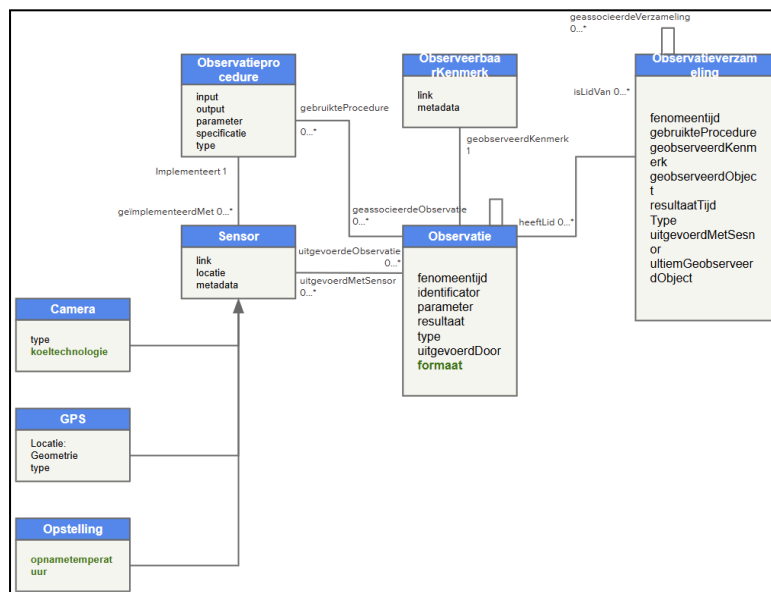 geassocieerdeVerzameling
0...*
Observatiepro
cedure
input
output
parameter
specificatie
type
gebruikteProcedure
0...*
Observeerbaa
rKenmerk
link
metadata
geobserveerdKenmerk
1
isLidVan 0...*
Observatieverzam
eling
fenomeentijd
gebruikteProcedure
geobserveerdKenm
erk
geobserveerdObjec
t
resultaatTijd
Type
uitgevoerdMetSesn
or
ultiemGeobserveer
dObject
Implementeert 1
geïmplementeerdMet 0...*
geassocieerdeObservatie
0...*
heeftLid 0...*
Sensor
link
locatie
metadata
uitgevoerdeObservatie
0...*
uitgevoerdMetSensor
0...*
Observatie
fenomeentijd
identificator
parameter
resultaat
type
uitgevoerdDoor
formaat
Camera
type
koeltechnologie
GPS
Locatie:
Geometrie
type
Opstelling
opnametemperat
uur